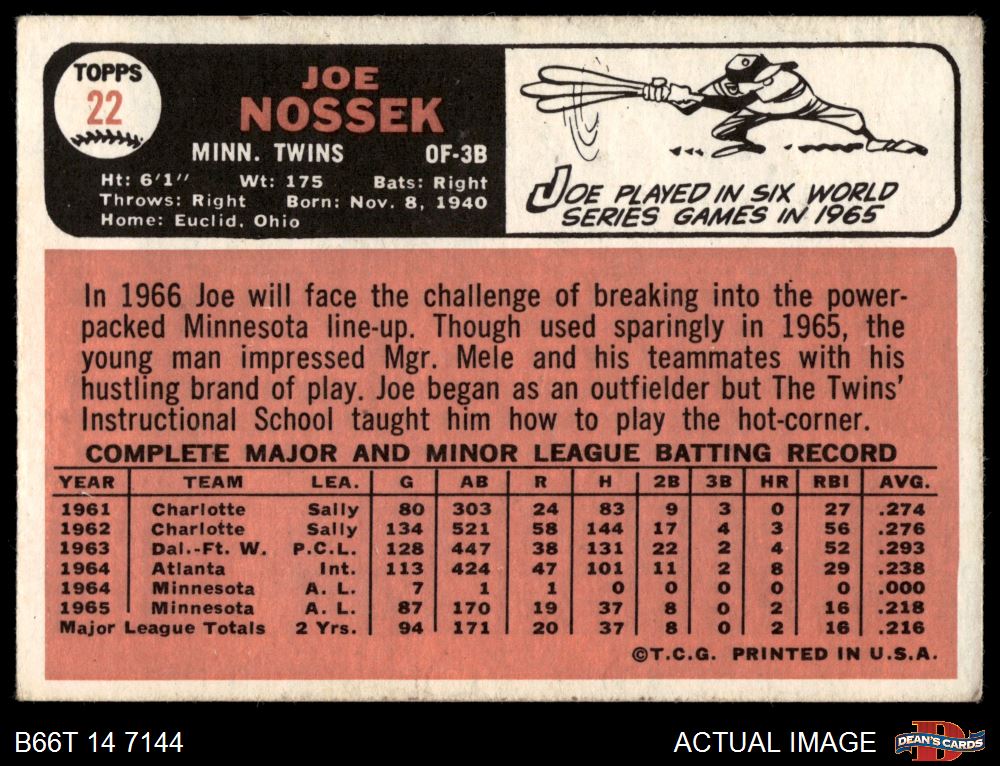 TOPPS
22
JOE
NOSSEK
MINN. TWINS OF-3B
Ht: 6'1" Wt: 175 Bats: Right
Throws: Right Born: Nov. 8, 1940
Home: Euclid, Ohio
JOE PLAYED IN SIX WORLD
SERIES GAMES IN 1965
In 1966 Joe will face the challenge of breaking into the power-
packed Minnesota line-up. Though used sparingly in 1965, the
young man impressed Mgr. Mele and his teammates with his
hustling brand of play. Joe began as an outfielder but The Twins'
Instructional School taught him how to play the hot-corner.
COMPLETE MAJOR AND MINOR LEAGUE BATTING RECORD
YEAR TEAM LEA. G AB R H 2B 3B HR RBI AVG.
1961 Charlotte Sally 80 303 24 83 9 3 0 27 .274
1962 Charlotte Sally 134 521 58 144 17 4 3 56 .276
1963 Dal.-Ft. W. P.C.L. 128 447 38 131 22 2 4 52 .293
1964 Atlanta Int. 113 424 47 101 11 2 8 29 .238
1964 Minnesota A. L. 7 1 1 0 0 0 0 0 .000
1965 Minnesota A. L. 87 170 19 37 8 0 2 16 .218
Major League Totals 2 Yrs. 94 171 20 37 8 0 2 16 .216
©T.C.G. PRINTED IN U.S.A.
B66T 14 7144
ACTUAL IMAGE
DEAN'S CARDS